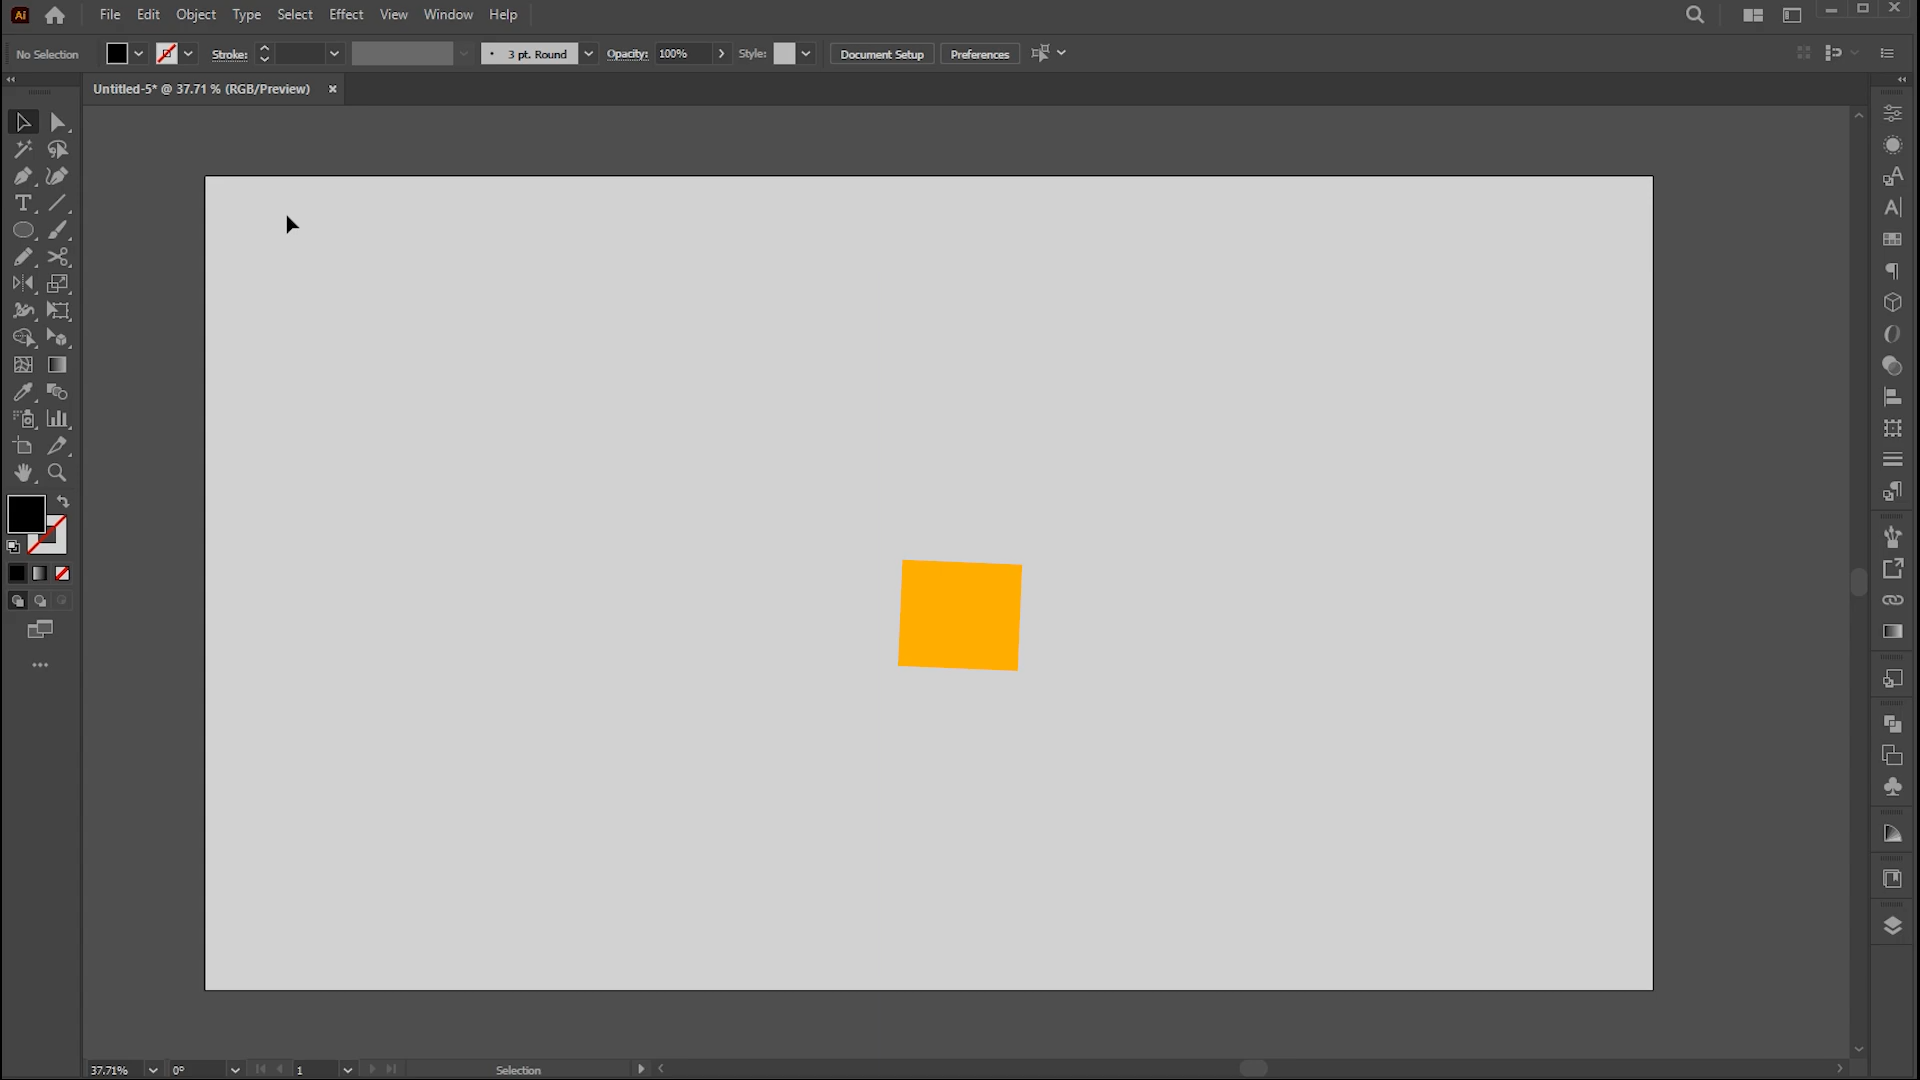 Ai File Edit Object Type Select Effect View Window Help
No Selection Stroke: 3 pt. Round Opacity: 100% Style: Document Setup Preferences
Untitled-5* @ 37.71 % (RGB/Preview)
37.71% 0° 1 Selection